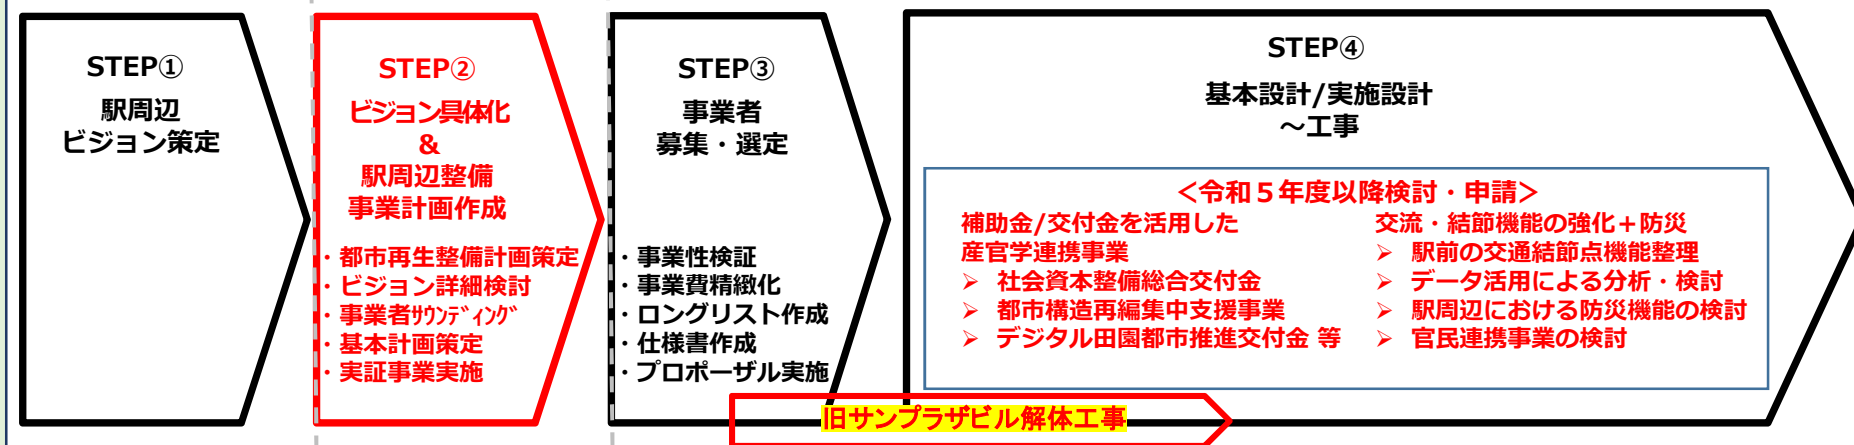 STEP①
駅周辺
ビジョン策定
STEP②
ビジョン具体化
&
駅周辺整備
事業計画作成
・都市再生整備計画策定
・ビジョン詳細検討
・事業者ｻｳﾝﾃﾞｨﾝｸﾞ
・基本計画策定
・実証事業実施
STEP③
事業者
募集・選定
・事業性検証
・事業費精緻化
・ロングリスト作成
・仕様書作成
・プロポーザル実施
STEP④
基本設計/実施設計
～工事
＜令和５年度以降検討・申請＞
補助金/交付金を活用した
産官学連携事業
➢ 社会資本整備総合交付金
➢ 都市構造再編集中支援事業
➢ デジタル田園都市推進交付金 等
交流・結節機能の強化＋防災
➢ 駅前の交通結節点機能整理
➢ データ活用による分析・検討
➢ 駅周辺における防災機能の検討
➢ 官民連携事業の検討
旧サンプラザビル解体工事